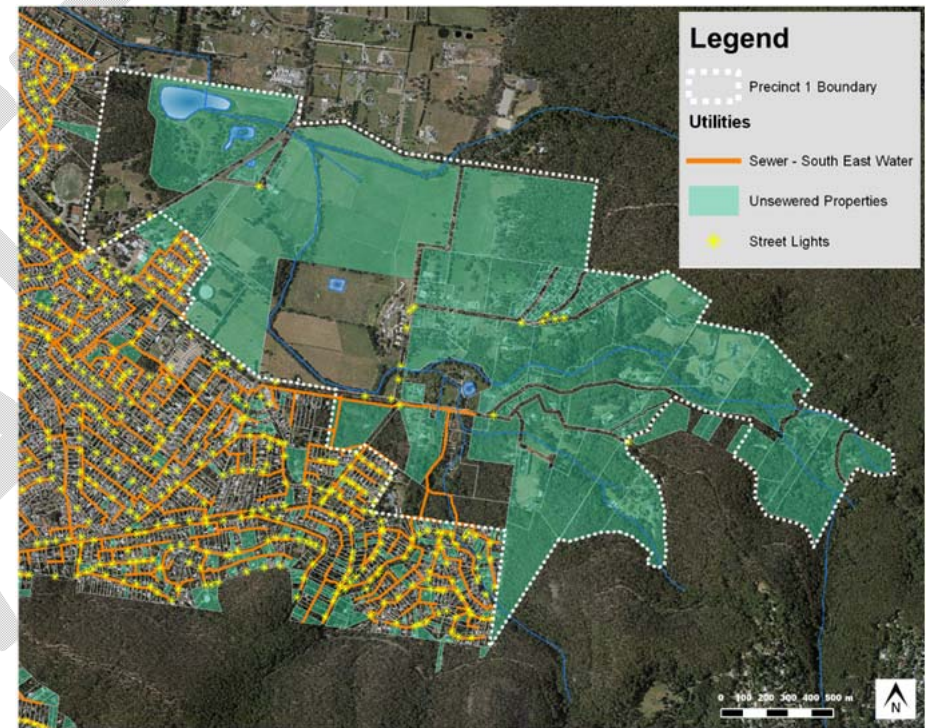 Legend
Precinct 1 Boundary
Utilities
Sewer - South East Water
Unsewered Properties
Street Lights
0 100 200 300 400 500 m
N